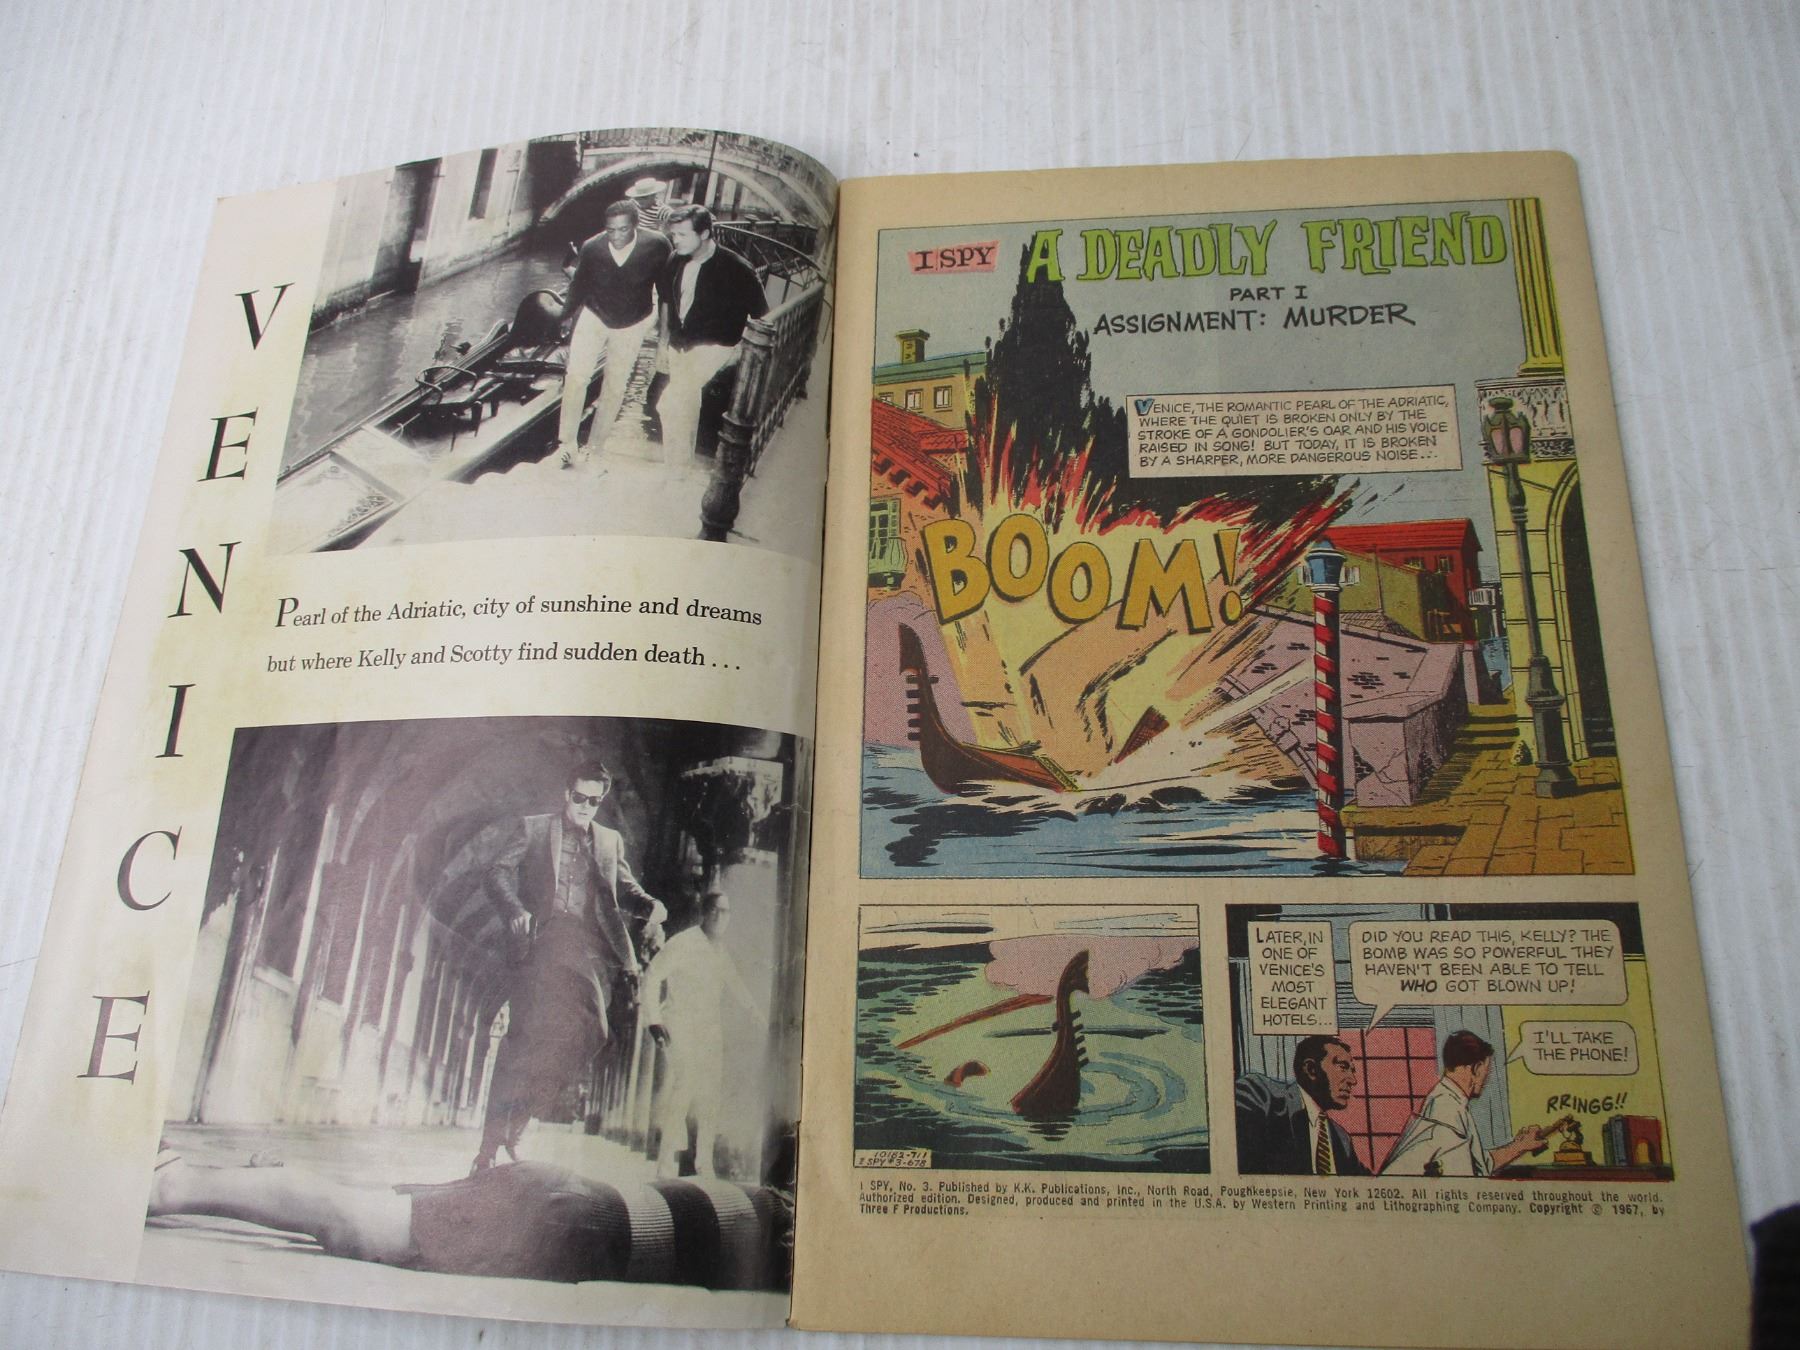 VENICE
Pearl of the Adriatic, city of sunshine and dreams
but where Kelly and Scotty find sudden death . . .
I SPY
A DEADLY FRIEND
PART I
ASSIGNMENT: MURDER
VENICE, THE ROMANTIC PEARL OF THE ADRIATIC,
WHERE THE QUIET IS BROKEN ONLY BY THE
STROKE OF A GONDOLIER'S OAR AND HIS VOICE
RAISED IN SONG! BUT TODAY, IT IS BROKEN
BY A SHARPER, MORE DANGEROUS NOISE...
BOOM!
10182-711
I SPY #3-678
LATER, IN
ONE OF
VENICE'S
MOST
ELEGANT
HOTELS...
DID YOU READ THIS, KELLY? THE
BOMB WAS SO POWERFUL THEY
HAVEN'T BEEN ABLE TO TELL
WHO GOT BLOWN UP!
I'LL TAKE
THE PHONE!
RRINGG!!
I SPY, No. 3. Published by K.K. Publications, Inc., North Road, Poughkeepsie, New York 12602. All rights reserved throughout the world.
Authorized edition. Designed, produced and printed in the U.S.A. by Western Printing and Lithographing Company. Copyright © 1967, by
Three F Productions.